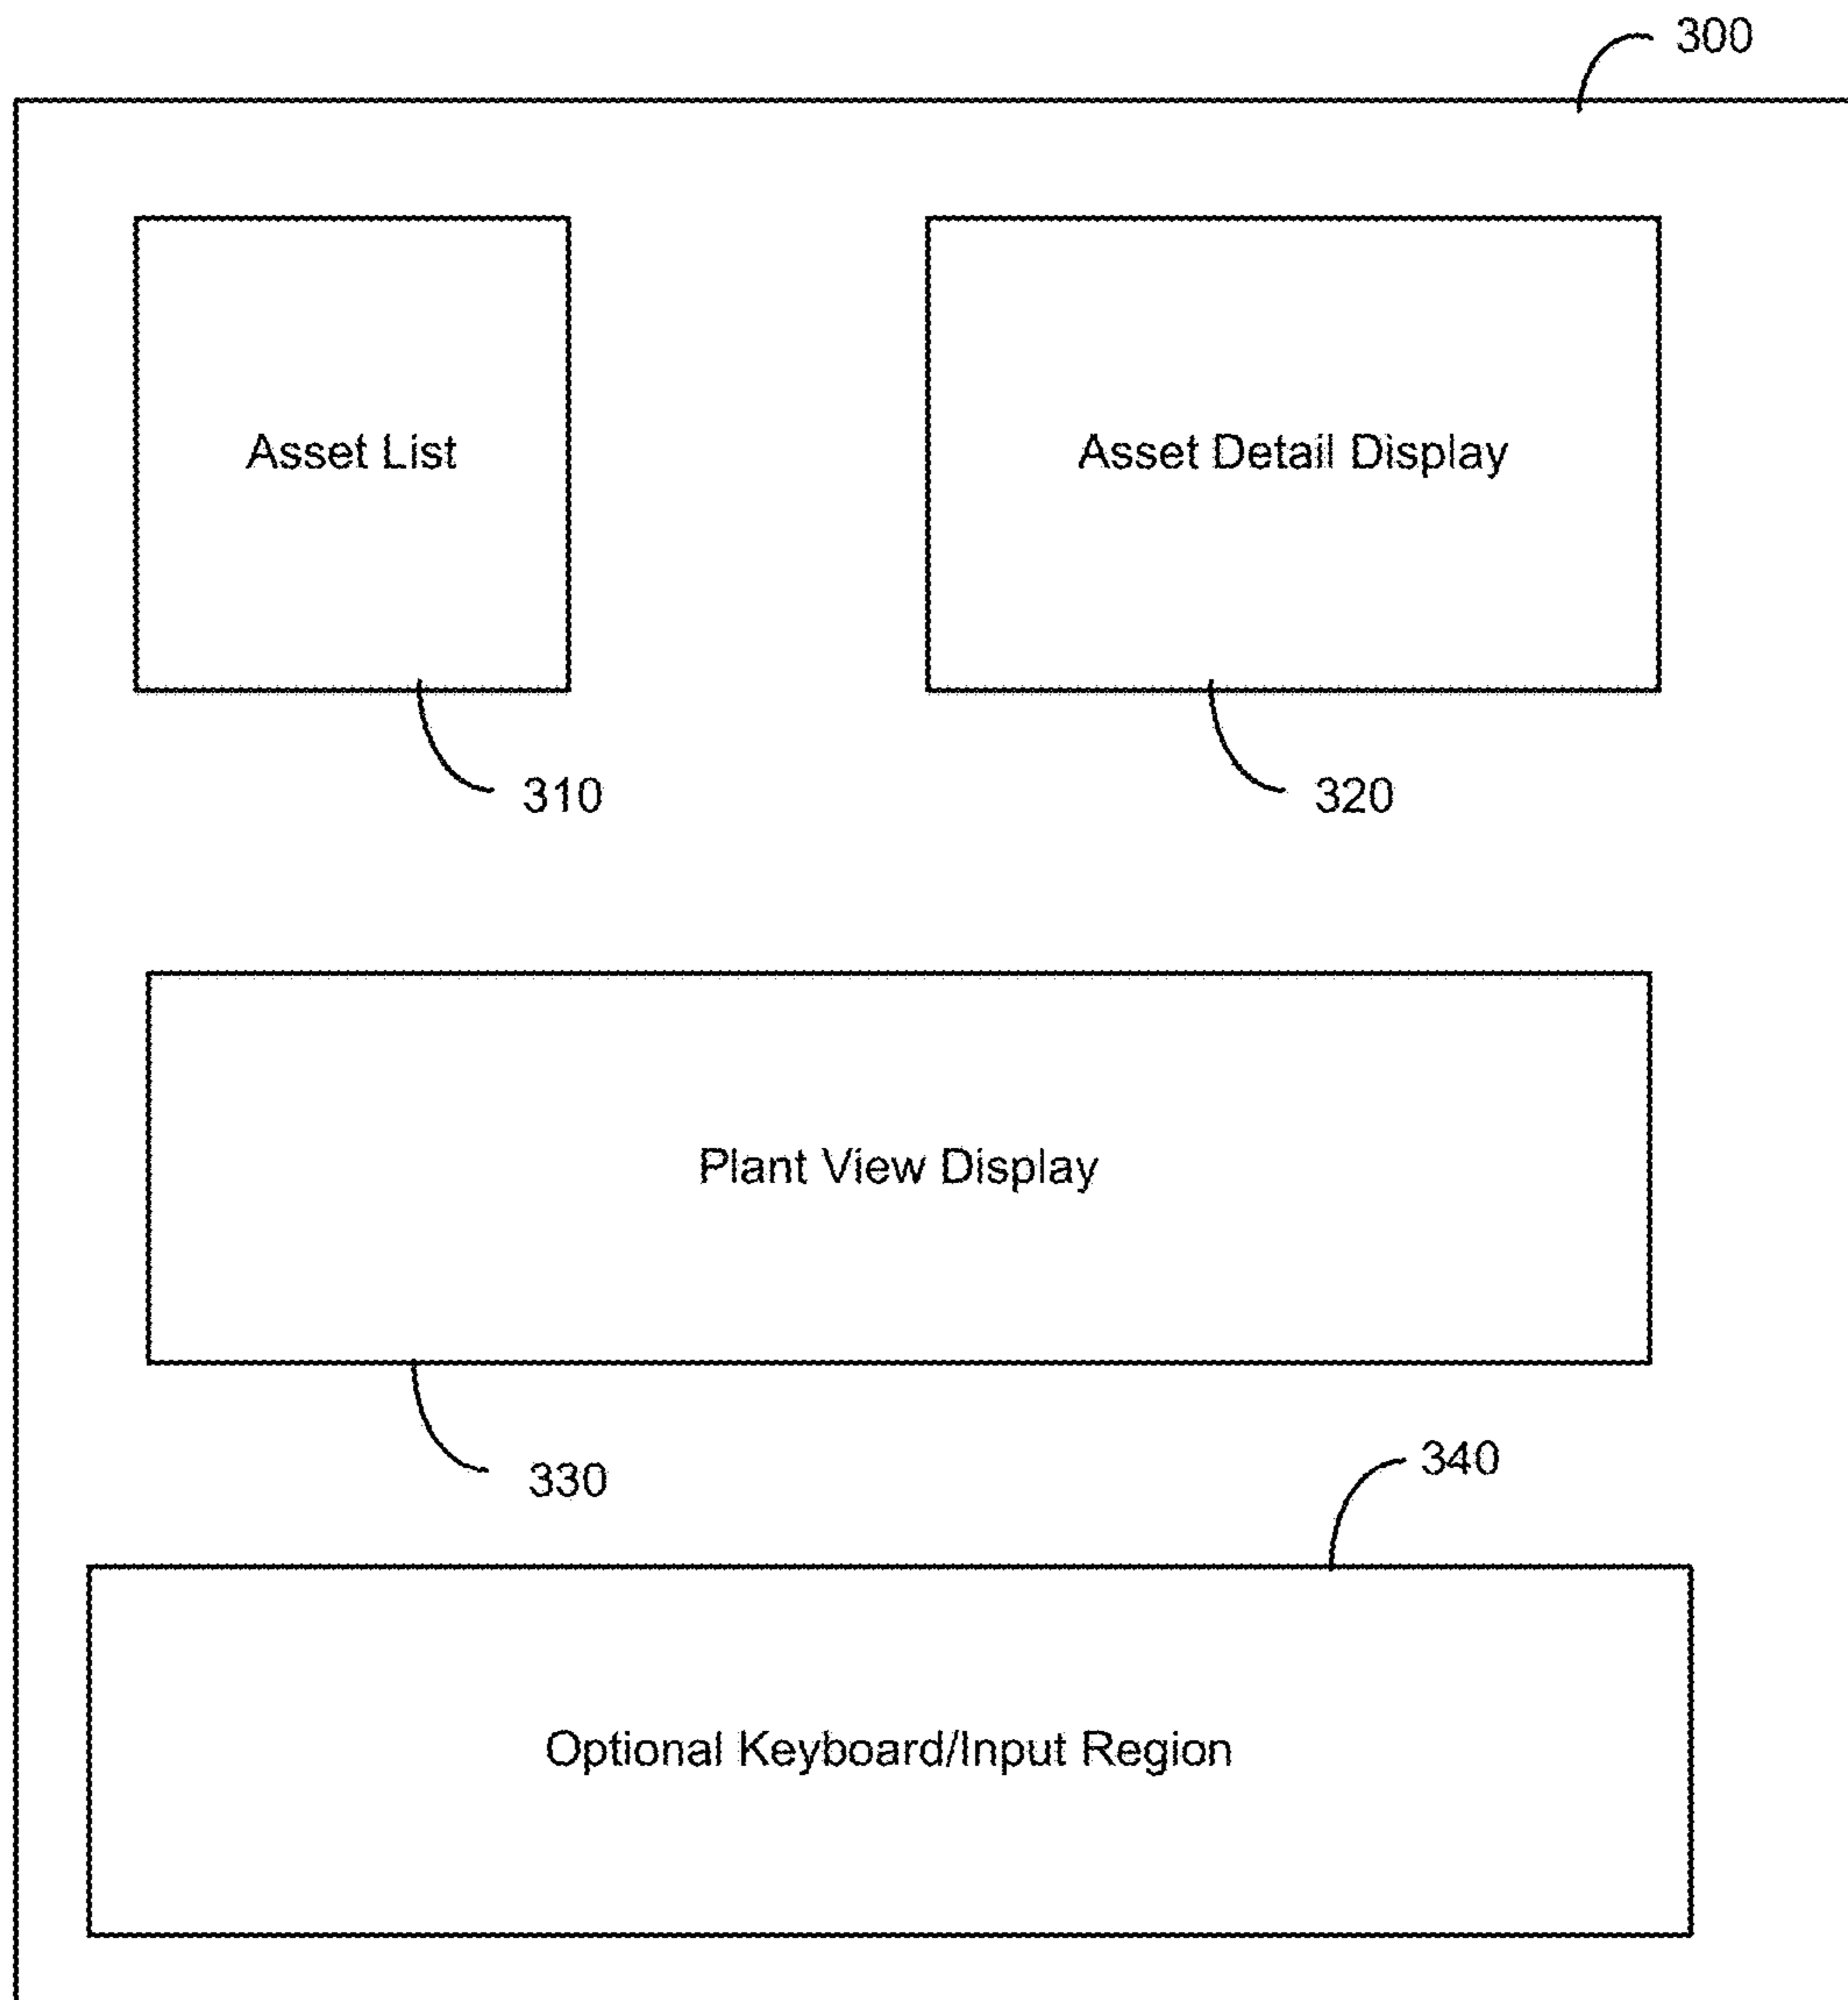 300
Asset List
Asset Detail Display
310
320
Plant View Display
330
340
Optional Keyboard/Input Region